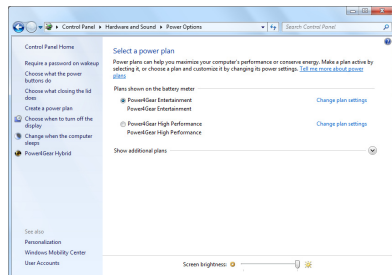 Control Panel ▸ Hardware and Sound ▸ Power Options
Search Control Panel
Control Panel Home
Require a password on wakeup
Choose what the power
buttons do
Choose what closing the lid
does
Create a power plan
Choose when to turn off the
display
Change when the computer
sleeps
Power4Gear Hybrid
See also
Personalization
Windows Mobility Center
User Accounts
Select a power plan
Power plans can help you maximize your computer's performance or conserve energy. Make a plan active by
selecting it, or choose a plan and customize it by changing its power settings. Tell me more about power
plans
Plans shown on the battery meter
Power4Gear Entertainment Change plan settings
Power4Gear Entertainment
Power4Gear High Performance Change plan settings
Power4Gear High Performance
Show additional plans
Screen brightness: